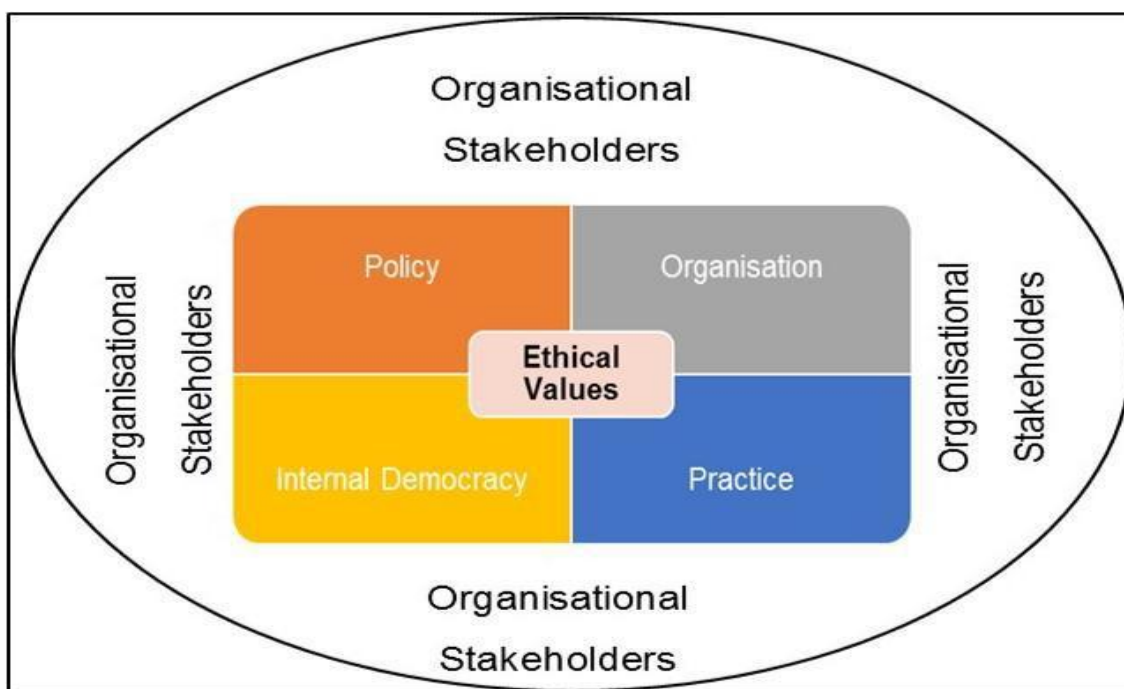 Organisational
Stakeholders
Policy
Organisation
Organisational
Stakeholders
Ethical
Values
Organisational
Stakeholders
Internal Democracy
Practice
Organisational
Stakeholders